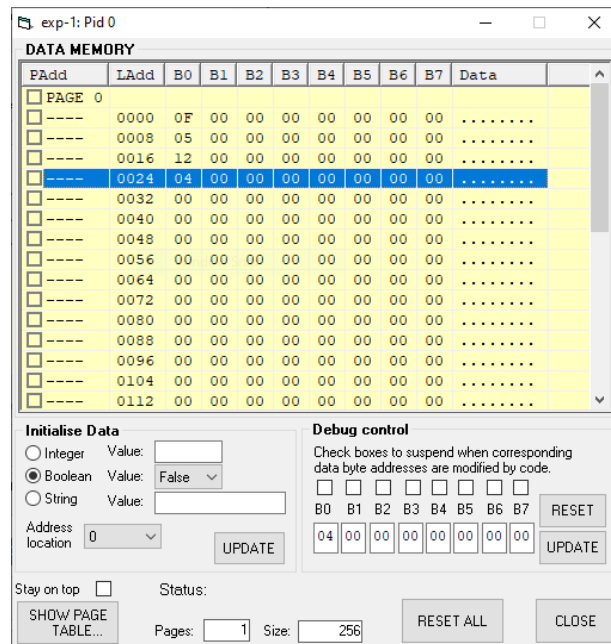 exp-1: Pid 0
DATA MEMORY
PAdd LAdd B0 B1 B2 B3 B4 B5 B6 B7 Data
PAGE 0
---- 0000 0F 00 00 00 00 00 00 00 ........
---- 0008 05 00 00 00 00 00 00 00 ........
---- 0016 12 00 00 00 00 00 00 00 ........
---- 0024 04 00 00 00 00 00 00 00 ........
---- 0032 00 00 00 00 00 00 00 00 ........
---- 0040 00 00 00 00 00 00 00 00 ........
---- 0048 00 00 00 00 00 00 00 00 ........
---- 0056 00 00 00 00 00 00 00 00 ........
---- 0064 00 00 00 00 00 00 00 00 ........
---- 0072 00 00 00 00 00 00 00 00 ........
---- 0080 00 00 00 00 00 00 00 00 ........
---- 0088 00 00 00 00 00 00 00 00 ........
---- 0096 00 00 00 00 00 00 00 00 ........
---- 0104 00 00 00 00 00 00 00 00 ........
---- 0112 00 00 00 00 00 00 00 00 ........
Initialise Data
Integer Value:
Boolean Value: False
String Value:
Address
location 0
UPDATE
Debug control
Check boxes to suspend when corresponding
data byte addresses are modified by code.
B0 B1 B2 B3 B4 B5 B6 B7 RESET
04 00 00 00 00 00 00 00 UPDATE
Stay on top Status:
SHOW PAGE
TABLE...
Pages: 1 Size: 256
RESET ALL CLOSE